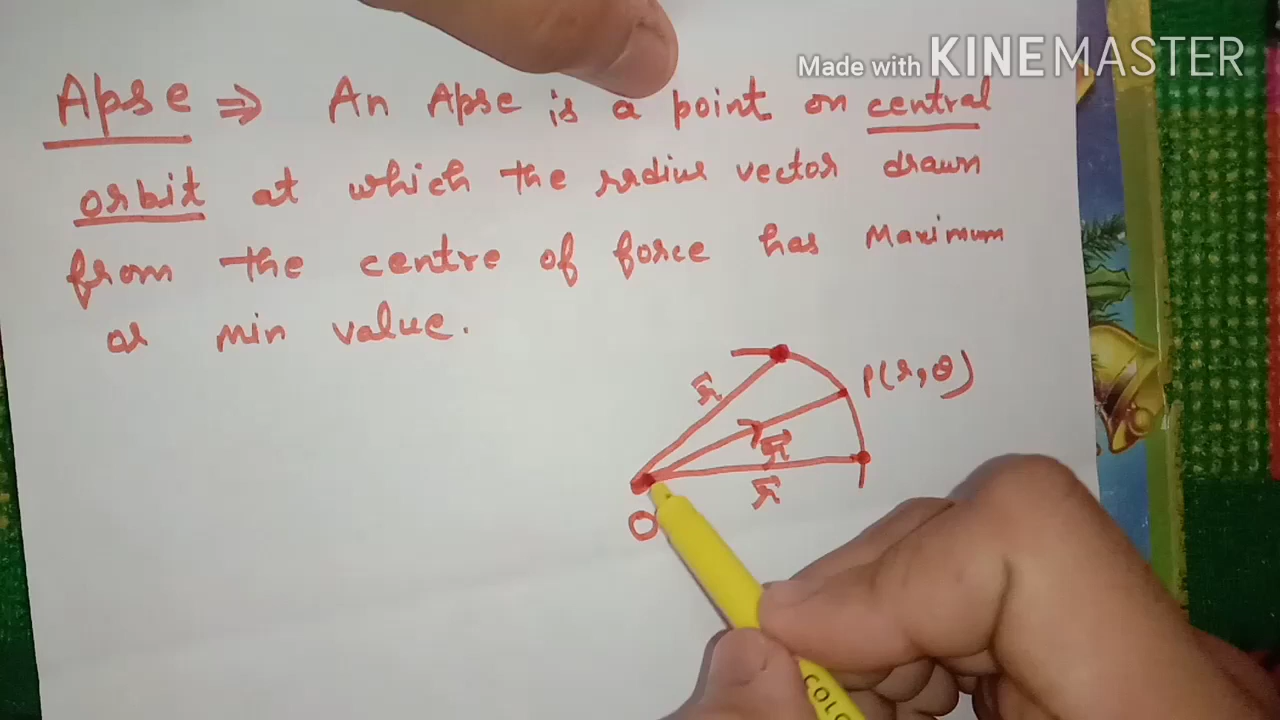 Made with KINEMASTER
Apse ⇒ An Apse is a point on central
orbit at which the radius vector drawn
from the centre of force has Maximum
or min value.
P(r,θ)
r⃗
r⃗
r⃗
O
COLO